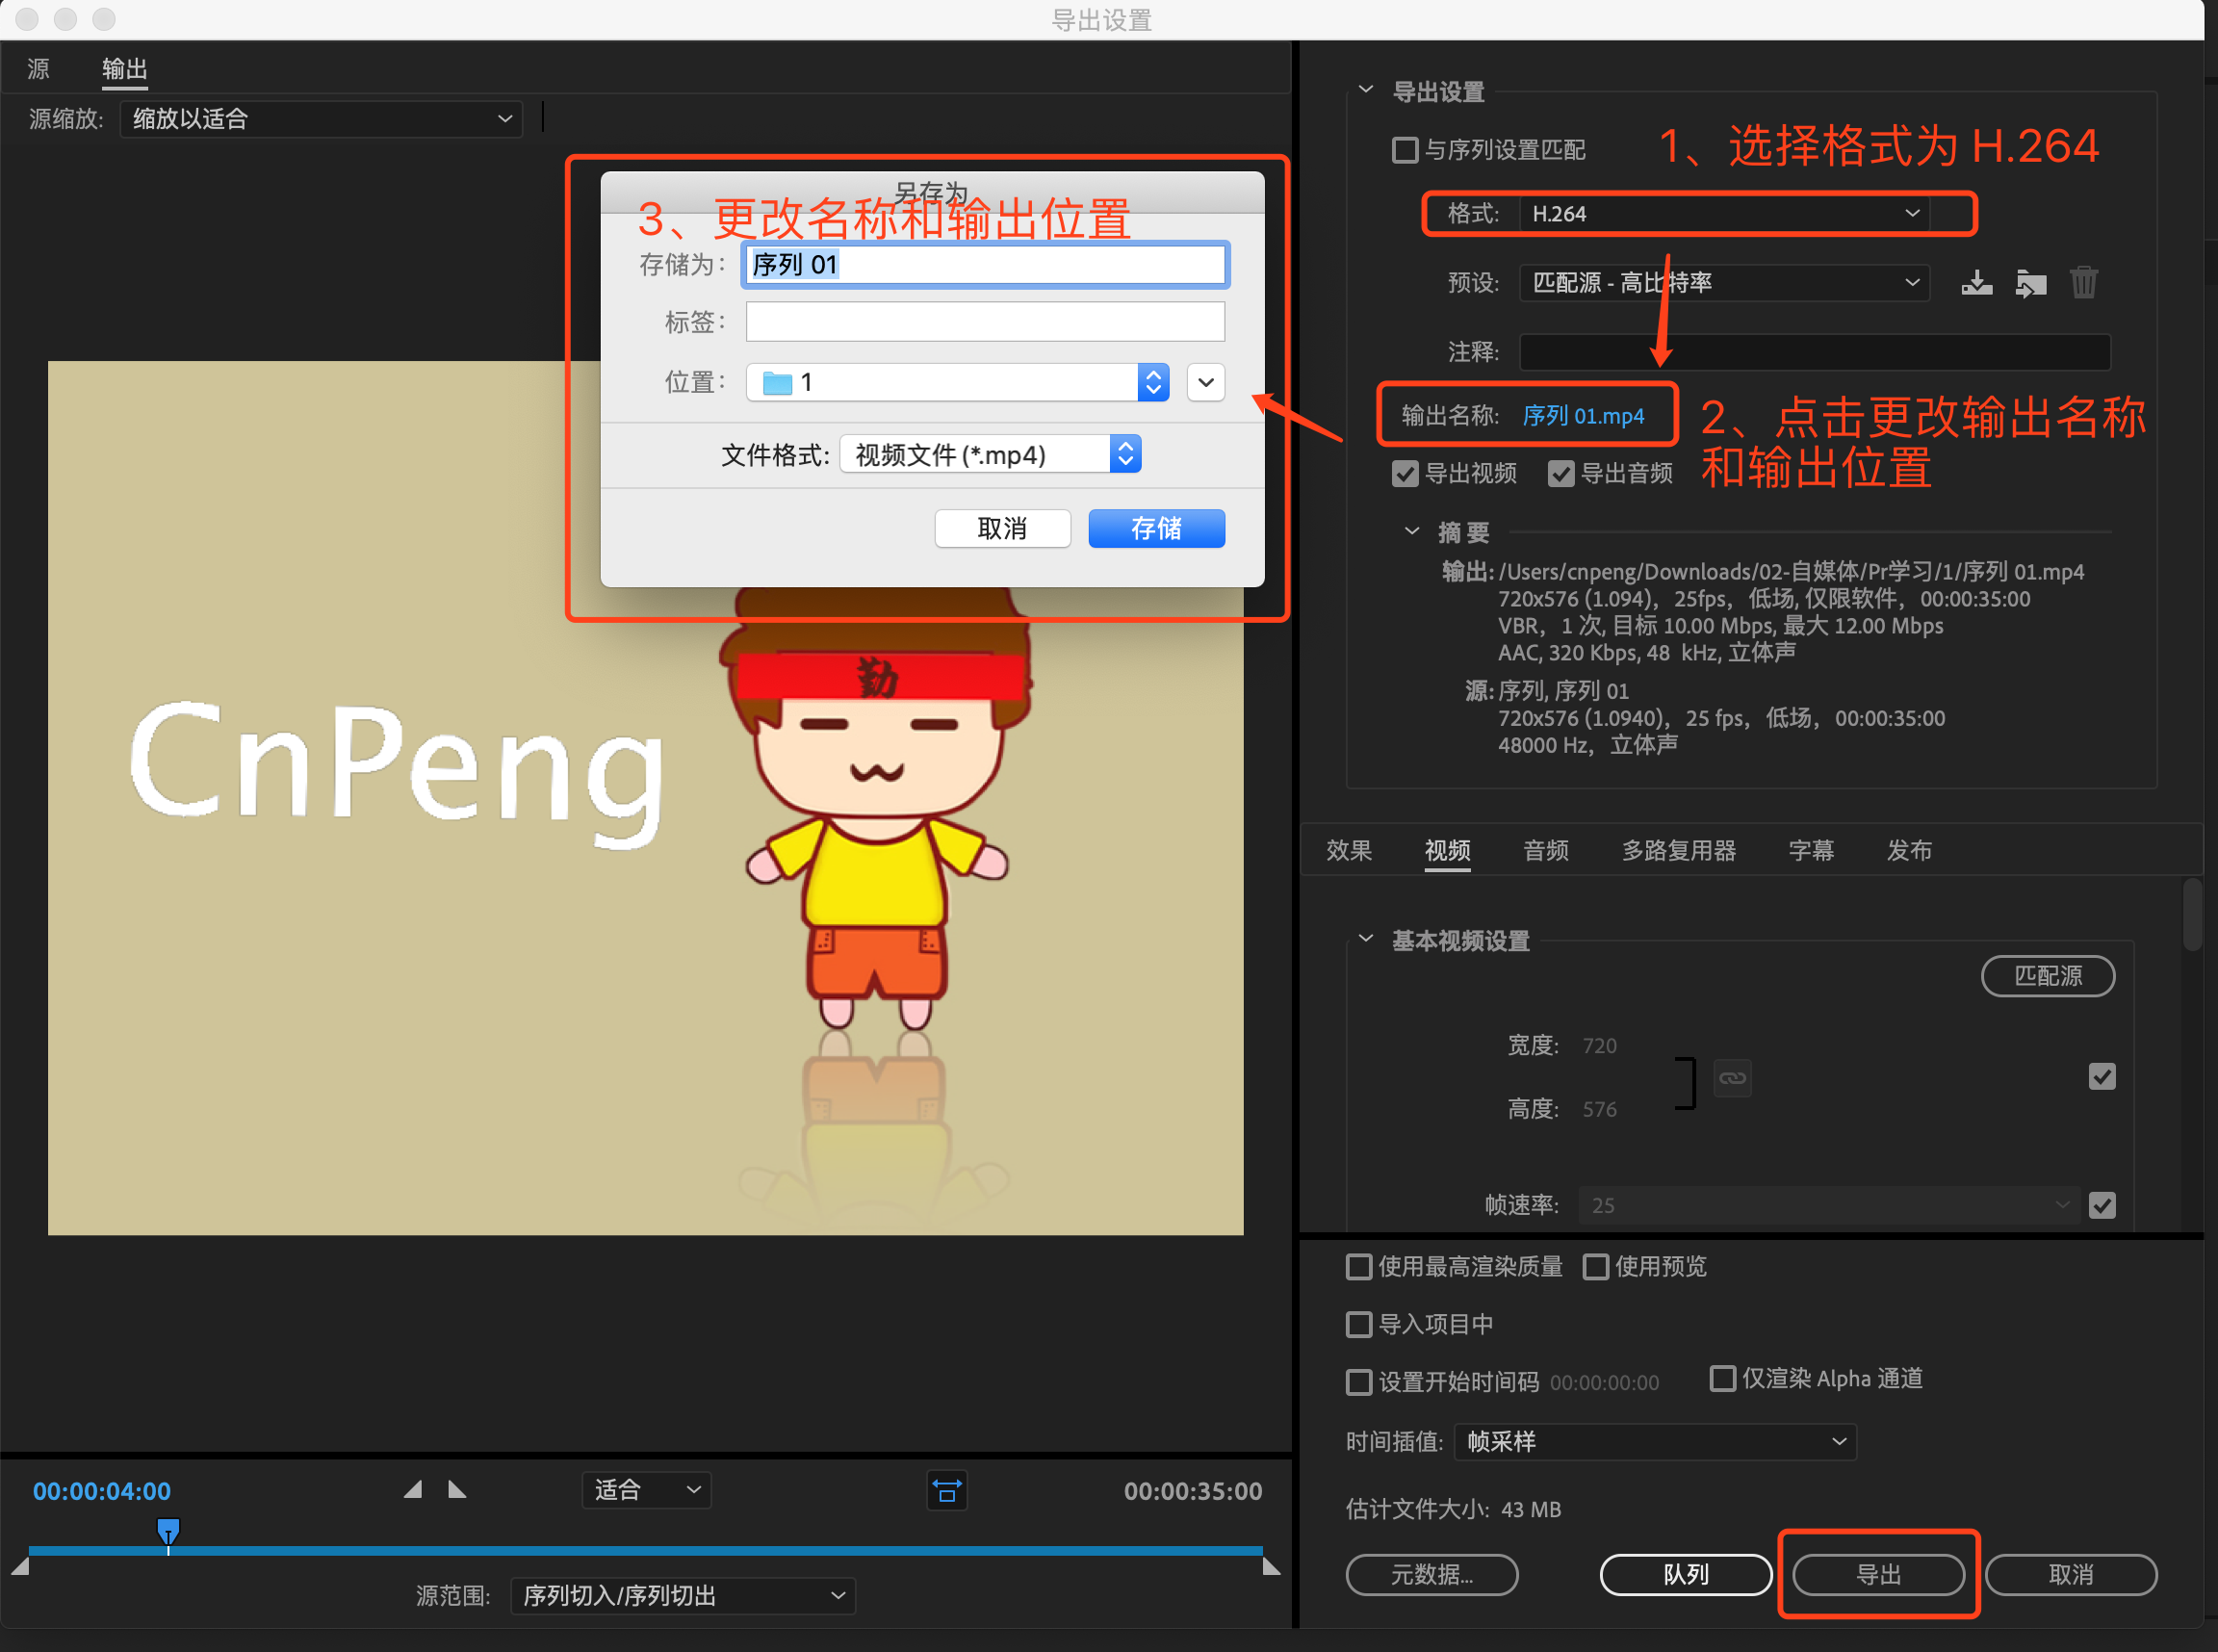 导出设置
源 输出
源缩放: 缩放以适合
另存为
3、更改名称和输出位置
存储为: 序列 01
标签:
位置: 1
文件格式: 视频文件 (*.mp4)
取消 存储
CnPeng
勤
00:00:04:00 适合 00:00:35:00
源范围: 序列切入/序列切出
导出设置
与序列设置匹配
1、选择格式为 H.264
格式: H.264
预设: 匹配源 - 高比特率
注释:
输出名称: 序列 01.mp4
2、点击更改输出名称
和输出位置
导出视频 导出音频
摘要
输出: /Users/cnpeng/Downloads/02-自媒体/Pr学习/1/序列 01.mp4
720x576 (1.094), 25fps, 低场, 仅限软件, 00:00:35:00
VBR, 1 次, 目标 10.00 Mbps, 最大 12.00 Mbps
AAC, 320 Kbps, 48 kHz, 立体声
源: 序列, 序列 01
720x576 (1.0940), 25 fps, 低场, 00:00:35:00
48000 Hz, 立体声
效果 视频 音频 多路复用器 字幕 发布
基本视频设置
匹配源
宽度: 720
高度: 576
帧速率: 25
使用最高渲染质量 使用预览
导入项目中
设置开始时间码 00:00:00:00 仅渲染 Alpha 通道
时间插值: 帧采样
估计文件大小: 43 MB
元数据... 队列 导出 取消